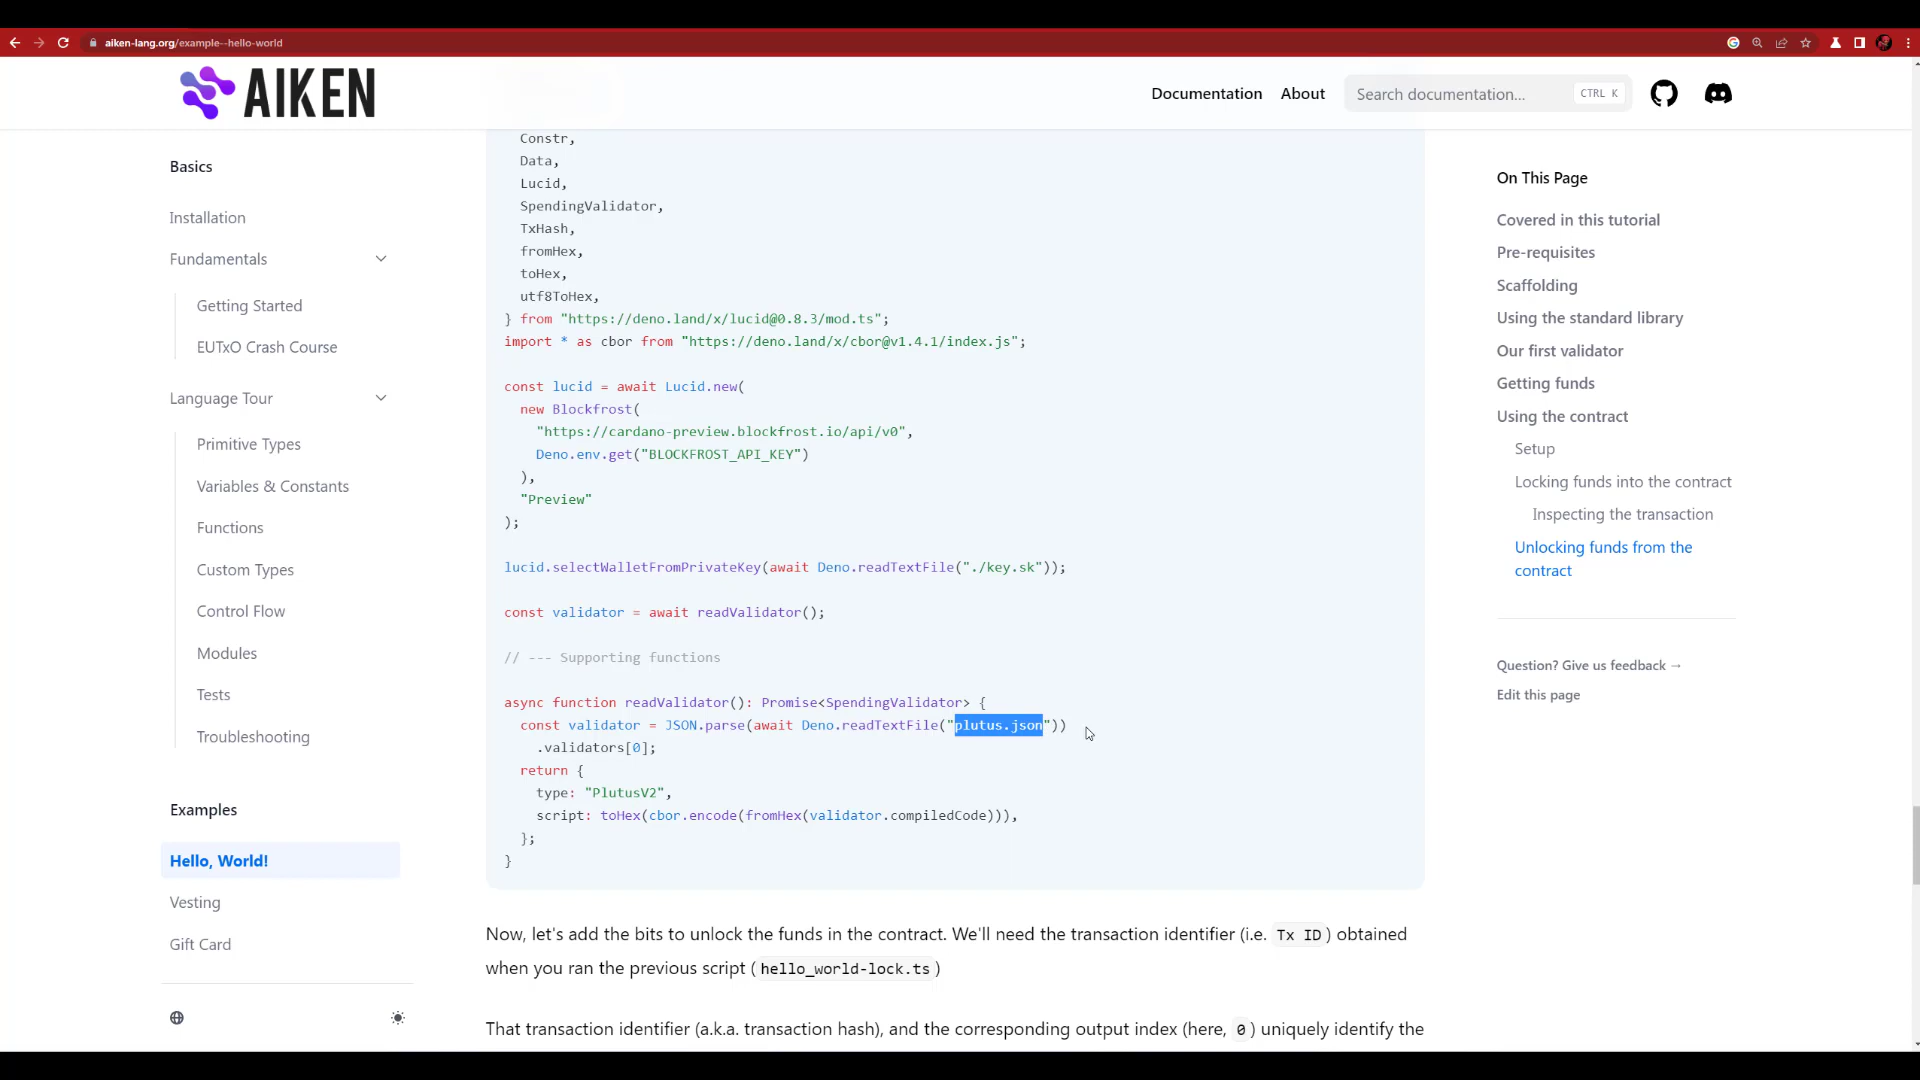 aiken-lang.org/example--hello-world
AIKEN
Documentation
About
Search documentation...
CTRL K
Basics
Installation
Fundamentals
Getting Started
EUTxO Crash Course
Language Tour
Primitive Types
Variables & Constants
Functions
Custom Types
Control Flow
Modules
Tests
Troubleshooting
Examples
Hello, World!
Vesting
Gift Card
Constr,
Data,
Lucid,
SpendingValidator,
TxHash,
fromHex,
toHex,
utf8ToHex,
} from "https://deno.land/x/lucid@0.8.3/mod.ts";
import * as cbor from "https://deno.land/x/cbor@v1.4.1/index.js";
const lucid = await Lucid.new(
new Blockfrost(
"https://cardano-preview.blockfrost.io/api/v0",
Deno.env.get("BLOCKFROST_API_KEY")
),
"Preview"
);
lucid.selectWalletFromPrivateKey(await Deno.readTextFile("./key.sk"));
const validator = await readValidator();
// --- Supporting functions
async function readValidator(): Promise<SpendingValidator> {
const validator = JSON.parse(await Deno.readTextFile("plutus.json"))
.validators[0];
return {
type: "PlutusV2",
script: toHex(cbor.encode(fromHex(validator.compiledCode))),
};
}
Now, let's add the bits to unlock the funds in the contract. We'll need the transaction identifier (i.e. Tx ID) obtained
when you ran the previous script (hello_world-lock.ts)
That transaction identifier (a.k.a. transaction hash), and the corresponding output index (here, 0) uniquely identify the
On This Page
Covered in this tutorial
Pre-requisites
Scaffolding
Using the standard library
Our first validator
Getting funds
Using the contract
Setup
Locking funds into the contract
Inspecting the transaction
Unlocking funds from the
contract
Question? Give us feedback →
Edit this page